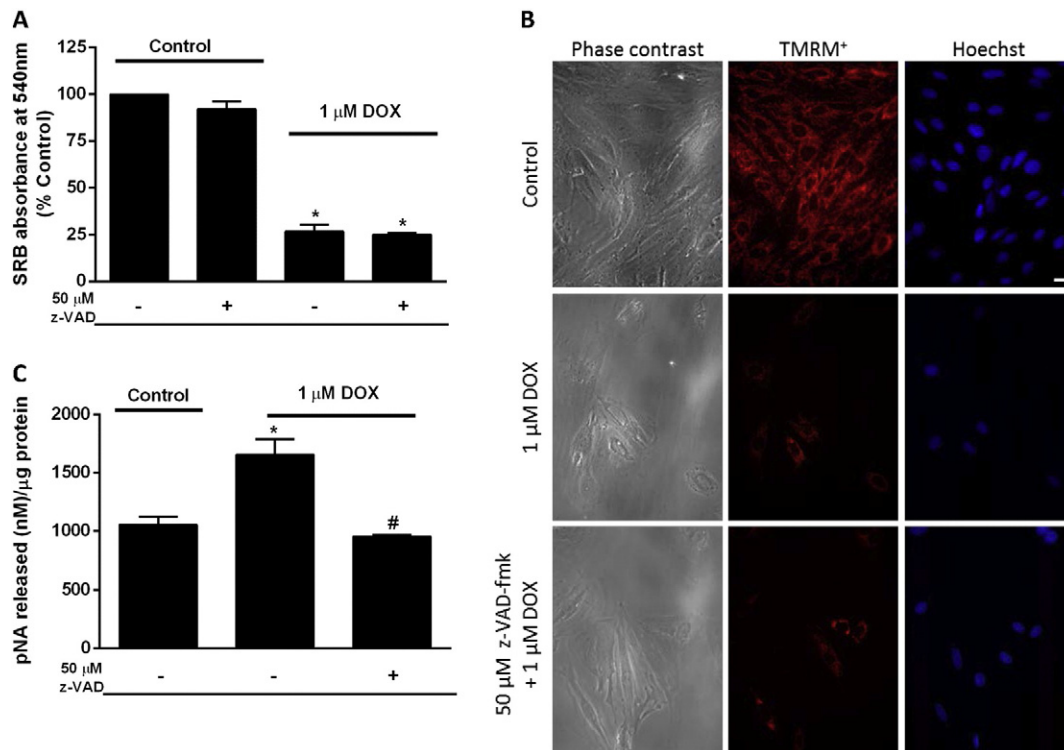 A
Control
1 μM DOX
SRB absorbance at 540nm
(% Control)
125
100
75
50
25
0
*
*
50 μM
z-VAD
- + - +
B
Phase contrast TMRM⁺ Hoechst
Control
1 μM DOX
50 μM z-VAD-fmk
+ 1 μM DOX
C
Control
1 μM DOX
pNA released (nM)/μg protein
2000
1500
1000
500
0
*
#
50 μM
z-VAD
- - +